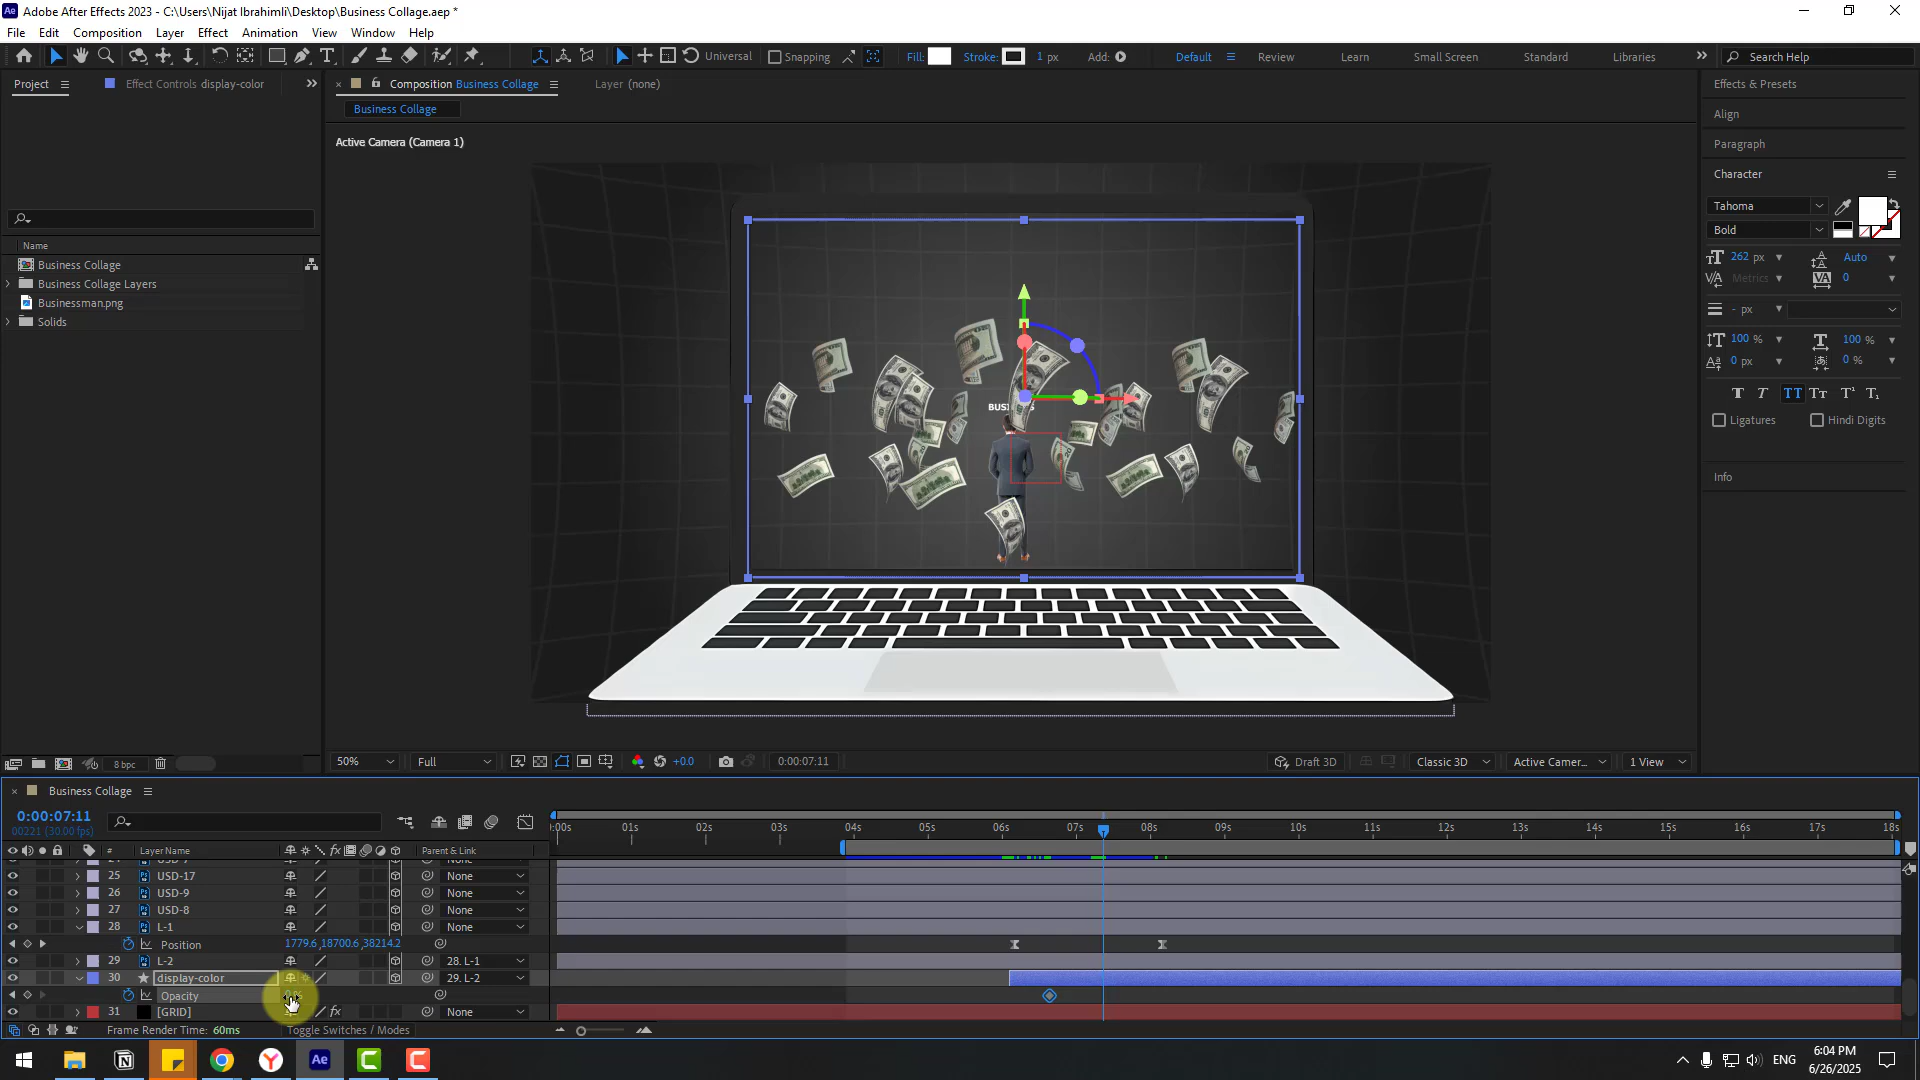 Adobe After Effects 2023 - C:\Users\Nijat Ibrahimli\Desktop\Business Collage.aep *
File Edit Composition Layer Effect Animation View Window Help
Universal Snapping Fill: Stroke: 1 px Add: Default Review Learn Small Screen Standard Libraries Search Help
Project Effect Controls display-color
Composition Business Collage Layer (none)
Business Collage
Active Camera (Camera 1)
Name
Business Collage
Business Collage Layers
Businessman.png
Solids
8 bpc
50% Full +0.0 0:00:07:11 Draft 3D Classic 3D Active Camer... 1 View
Effects & Presets
Align
Paragraph
Character
Tahoma
Bold
262 px Auto
Metrics 0
- px
100 % 100 %
0 px 0 %
Ligatures Hindi Digits
Info
Business Collage
0:00:07:11
00221 (30.00 fps)
:00s 01s 02s 03s 04s 05s 06s 07s 08s 09s 10s 11s 12s 13s 14s 15s 16s 17s 18s
# Layer Name fx Parent & Link
25 USD-17 None
26 USD-9 None
27 USD-8 None
28 L-1 None
Position 1779.6,18700.6,38214.2
29 L-2 28. L-1
30 display-color 29. L-2
Opacity
31 [GRID] fx None
Frame Render Time: 60ms Toggle Switches / Modes
ENG 6:04 PM
6/26/2025